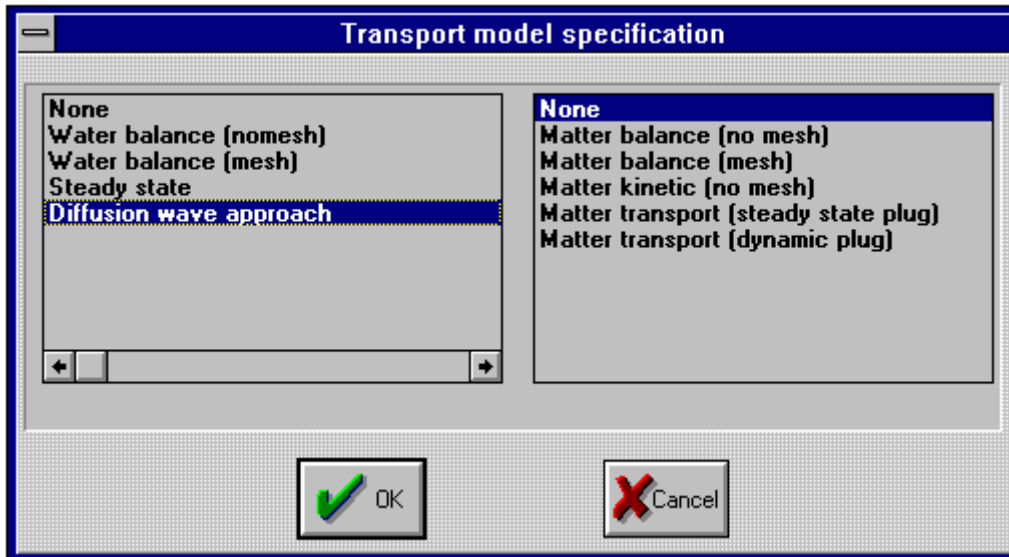 Transport model specification
None
Water balance (nomesh)
Water balance (mesh)
Steady state
Diffusion wave approach
None
Matter balance (no mesh)
Matter balance (mesh)
Matter kinetic (no mesh)
Matter transport (steady state plug)
Matter transport (dynamic plug)
OK
Cancel